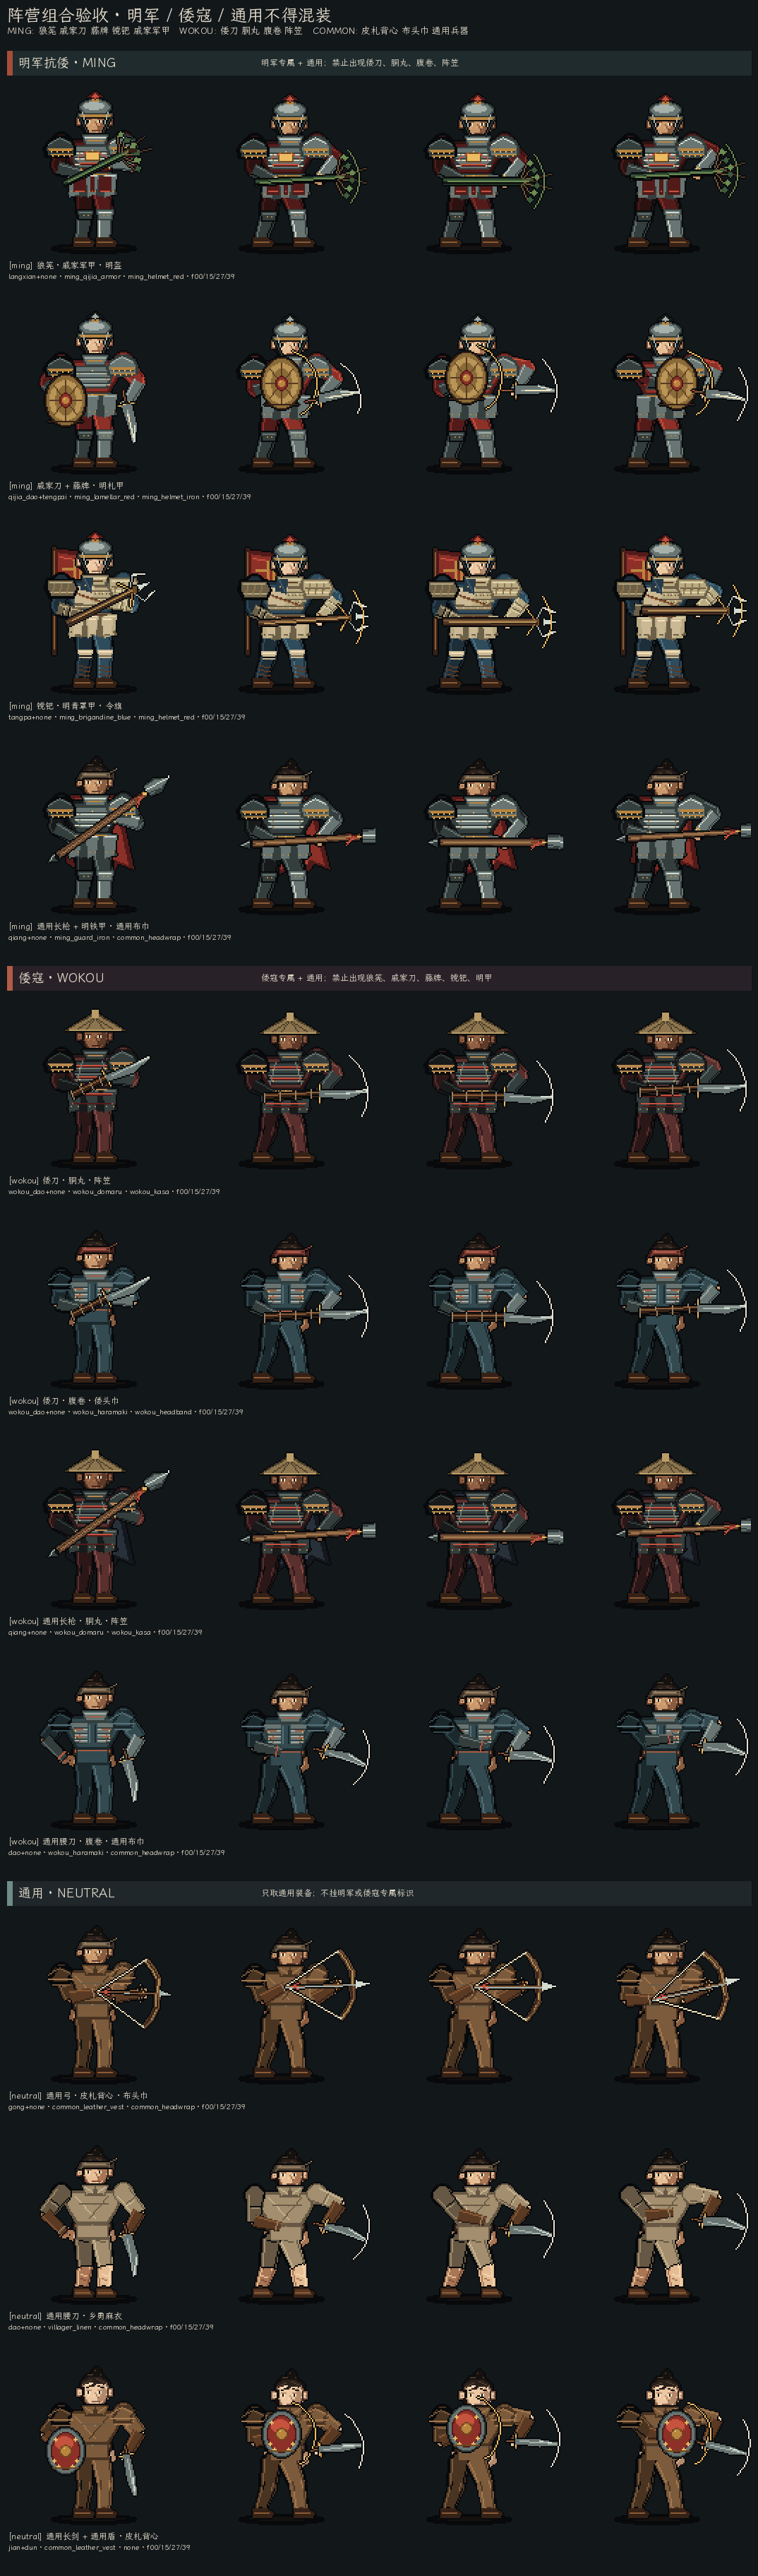 阵营组合验收·明军 / 倭寇 / 通用不得混装
MING: 狼筅 戚家刀 藤牌 镋钯 戚家军甲 WOKOU: 倭刀 胴丸 腹卷 阵笠 COMMON: 皮札背心 布头巾 通用兵器
明军抗倭·MING 明军专属 + 通用; 禁止出现倭刀、胴丸、腹卷、阵笠
[ming] 狼筅·戚家军甲·明盔
langxian+none·ming_qijia_armor·ming_helmet_red·f00/15/27/39
[ming] 戚家刀 + 藤牌·明札甲
qijia_dao+tengpai·ming_lamellar_red·ming_helmet_iron·f00/15/27/39
[ming] 镋钯·明青罩甲·令旗
tangpa+none·ming_brigandine_blue·ming_helmet_red·f00/15/27/39
[ming] 通用长枪 + 明铁甲·通用布巾
qiang+none·ming_guard_iron·common_headwrap·f00/15/27/39
倭寇·WOKOU 倭寇专属 + 通用; 禁止出现狼筅、戚家刀、藤牌、镋钯、明甲
[wokou] 倭刀·胴丸·阵笠
wokou_dao+none·wokou_domaru·wokou_kasa·f00/15/27/39
[wokou] 倭刀·腹卷·倭头巾
wokou_dao+none·wokou_haramaki·wokou_headband·f00/15/27/39
[wokou] 通用长枪·胴丸·阵笠
qiang+none·wokou_domaru·wokou_kasa·f00/15/27/39
[wokou] 通用腰刀·腹卷·通用布巾
dao+none·wokou_haramaki·common_headwrap·f00/15/27/39
通用·NEUTRAL 只取通用装备; 不挂明军或倭寇专属标识
[neutral] 通用弓·皮札背心·布头巾
gong+none·common_leather_vest·common_headwrap·f00/15/27/39
[neutral] 通用腰刀·乡勇麻衣
dao+none·villager_linen·common_headwrap·f00/15/27/39
[neutral] 通用长剑 + 通用盾·皮札背心
jian+dun·common_leather_vest·none·f00/15/27/39